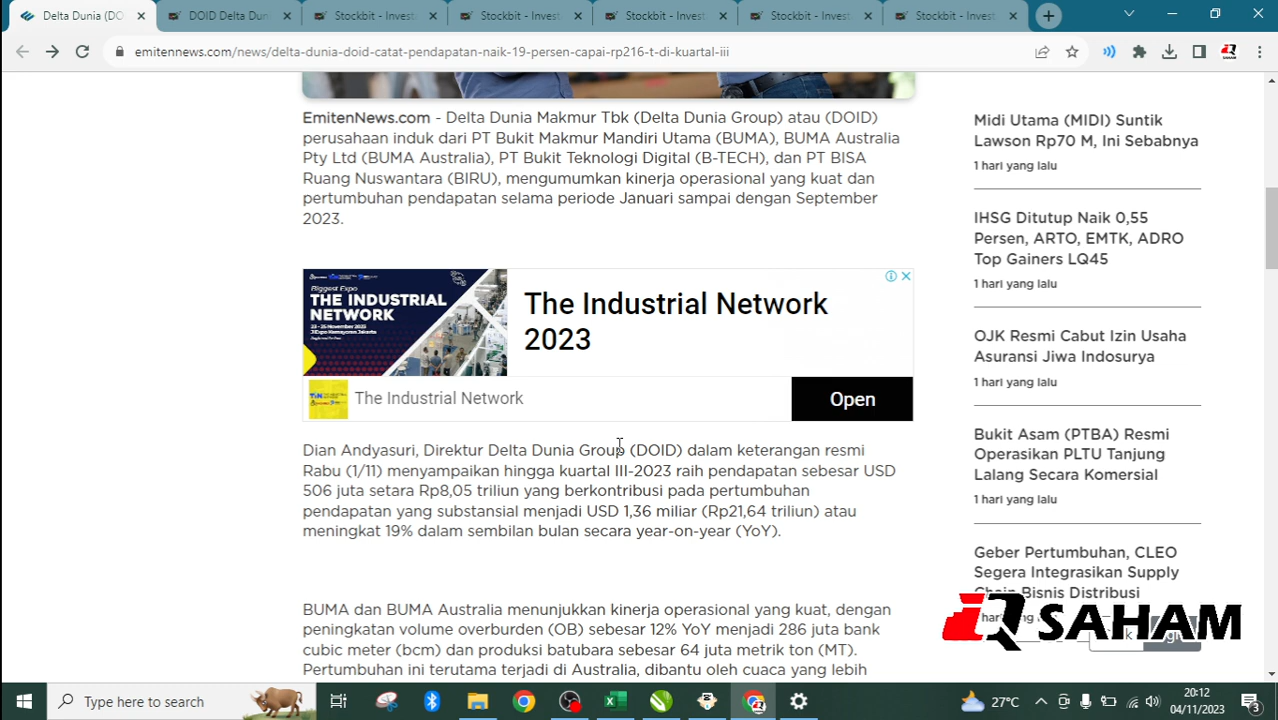 Delta Dunia (DO
DOID Delta Dun
Stockbit - Invest
Stockbit - Invest
Stockbit - Invest
Stockbit - Invest
Stockbit - Invest
emitennews.com/news/delta-dunia-doid-catat-pendapatan-naik-19-persen-capai-rp216-t-di-kuartal-iii
EmitenNews.com - Delta Dunia Makmur Tbk (Delta Dunia Group) atau (DOID)
perusahaan induk dari PT Bukit Makmur Mandiri Utama (BUMA), BUMA Australia
Pty Ltd (BUMA Australia), PT Bukit Teknologi Digital (B-TECH), dan PT BISA
Ruang Nuswantara (BIRU), mengumumkan kinerja operasional yang kuat dan
pertumbuhan pendapatan selama periode Januari sampai dengan September
2023.
BIggest Expo
THE INDUSTRIAL
NETWORK
The Industrial Network
2023
The Industrial Network
Open
Dian Andyasuri, Direktur Delta Dunia Group (DOID) dalam keterangan resmi
Rabu (1/11) menyampaikan hingga kuartal III-2023 raih pendapatan sebesar USD
506 juta setara Rp8,05 triliun yang berkontribusi pada pertumbuhan
pendapatan yang substansial menjadi USD 1,36 miliar (Rp21,64 triliun) atau
meningkat 19% dalam sembilan bulan secara year-on-year (YoY).
BUMA dan BUMA Australia menunjukkan kinerja operasional yang kuat, dengan
peningkatan volume overburden (OB) sebesar 12% YoY menjadi 286 juta bank
cubic meter (bcm) dan produksi batubara sebesar 64 juta metrik ton (MT).
Pertumbuhan ini terutama terjadi di Australia, dibantu oleh cuaca yang lebih
Midi Utama (MIDI) Suntik
Lawson Rp70 M, Ini Sebabnya
1 hari yang lalu
IHSG Ditutup Naik 0,55
Persen, ARTO, EMTK, ADRO
Top Gainers LQ45
1 hari yang lalu
OJK Resmi Cabut Izin Usaha
Asuransi Jiwa Indosurya
1 hari yang lalu
Bukit Asam (PTBA) Resmi
Operasikan PLTU Tanjung
Lalang Secara Komersial
1 hari yang lalu
Geber Pertumbuhan, CLEO
Segera Integrasikan Supply
Chain Bisnis Distribusi
iQ SAHAM
Type here to search
27°C
20:12
04/11/2023
3